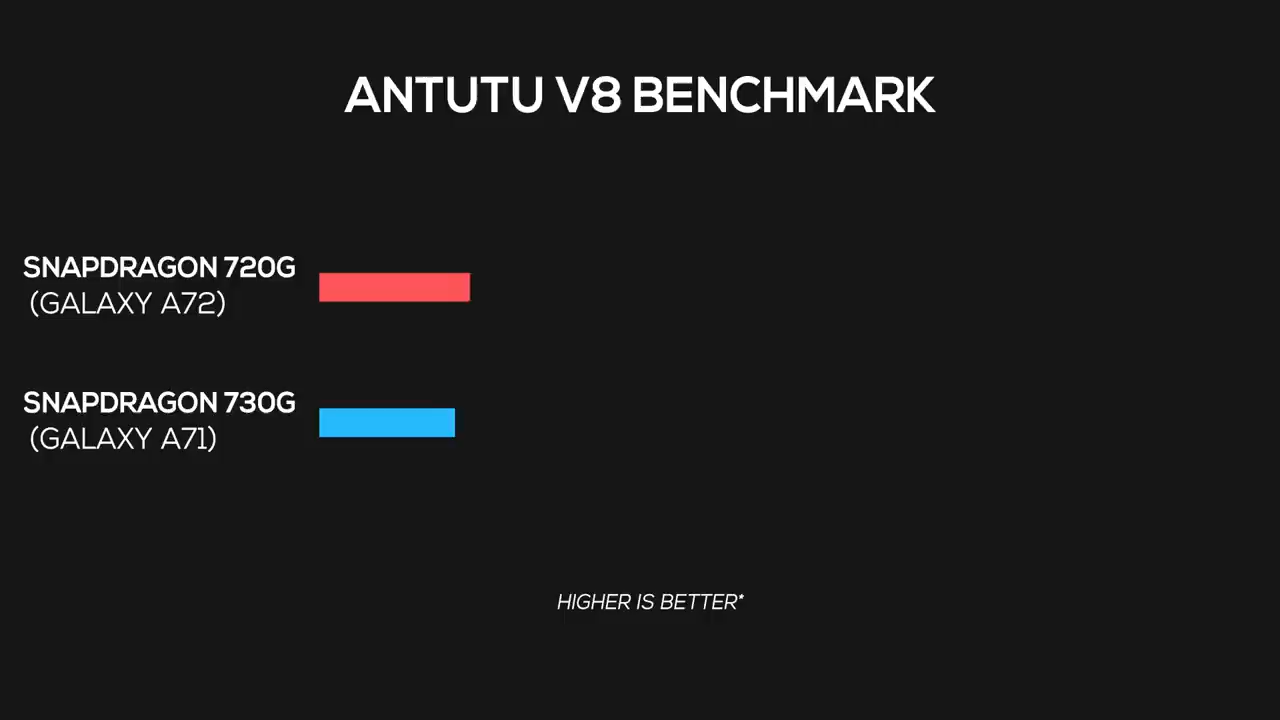 ANTUTU V8 BENCHMARK
SNAPDRAGON 720G
(GALAXY A72)
SNAPDRAGON 730G
(GALAXY A71)
HIGHER IS BETTER*